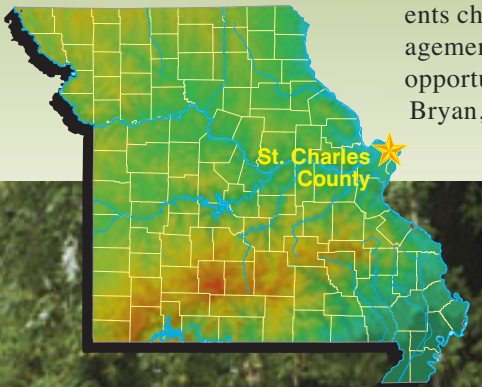 ents ch
agemen
opportu
Bryan,
St. Charles
County